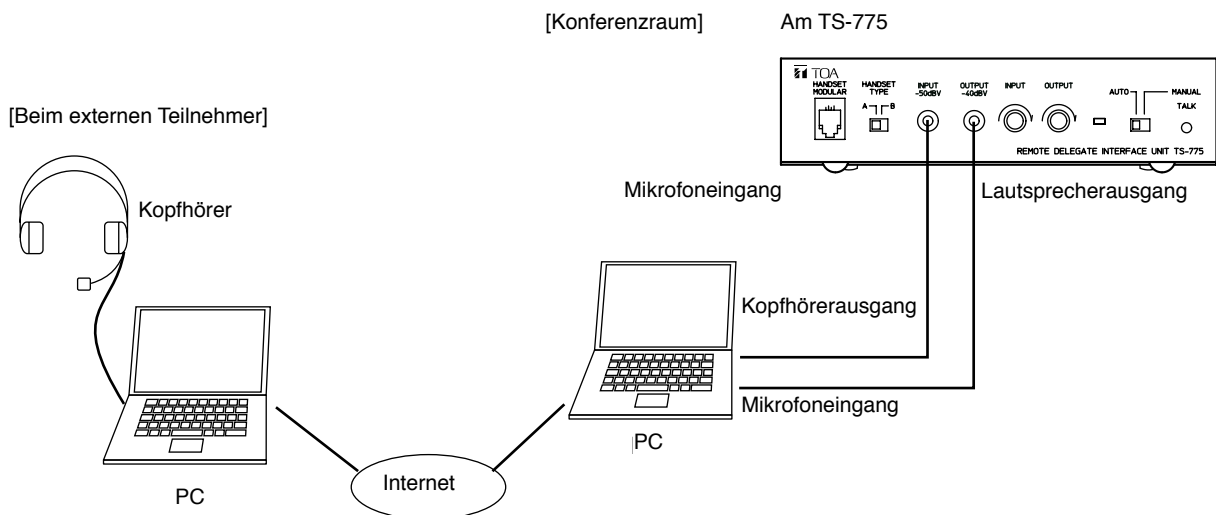 [Konferenzraum]
Am TS-775
TOA
HANDSET MODULAR
HANDSET TYPE
A B
INPUT -50dBV
OUTPUT -40dBV
INPUT
OUTPUT
AUTO
MANUAL
TALK
REMOTE DELEGATE INTERFACE UNIT TS-775
[Beim externen Teilnehmer]
Mikrofoneingang
Lautsprecherausgang
Kopfhörer
Kopfhörerausgang
Mikrofoneingang
PC
Internet
PC